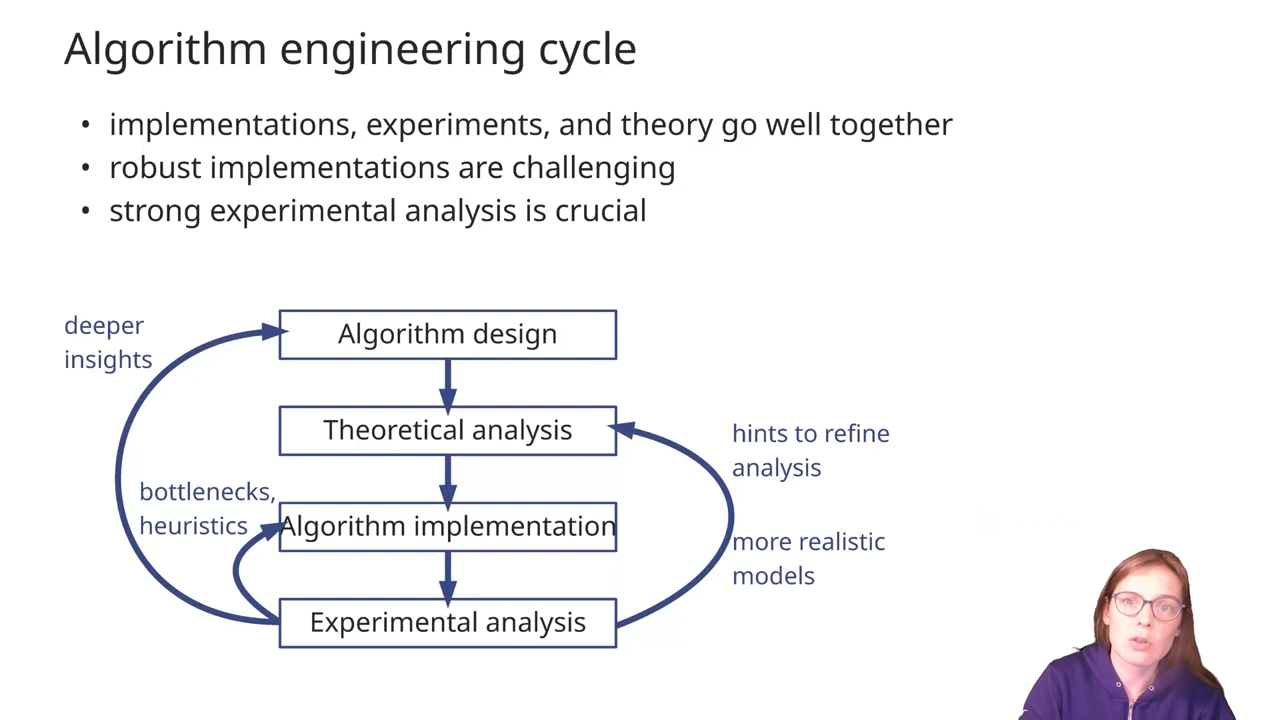 Algorithm engineering cycle
• implementations, experiments, and theory go well together
• robust implementations are challenging
• strong experimental analysis is crucial
deeper
insights
Algorithm design
Theoretical analysis
hints to refine
analysis
bottlenecks,
heuristics
Algorithm implementation
more realistic
models
Experimental analysis